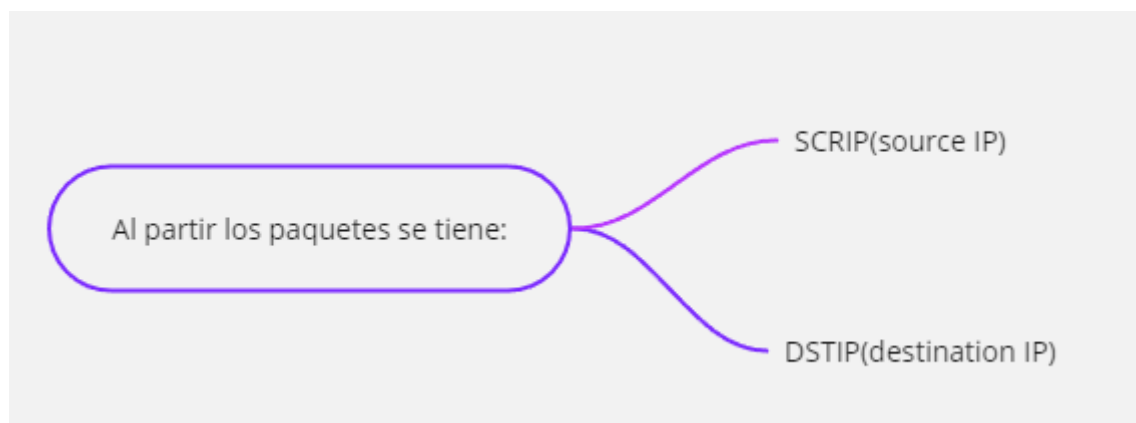 Al partir los paquetes se tiene:
SCRIP(source IP)
DSTIP(destination IP)